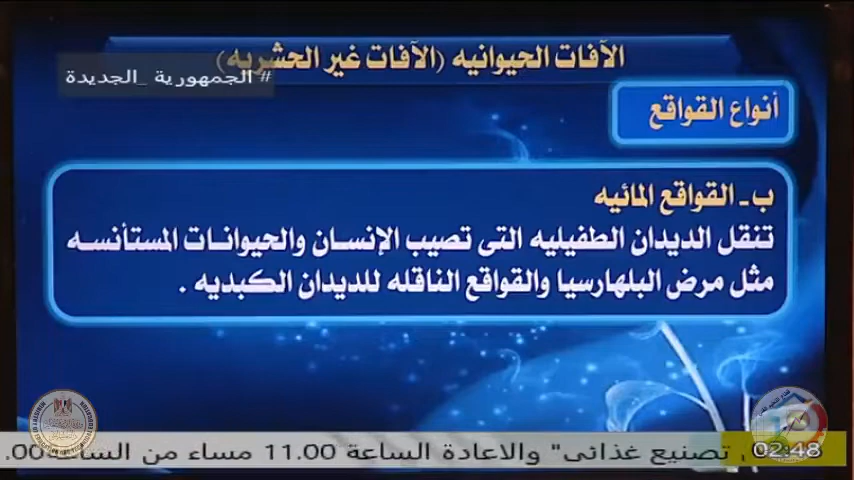 الآفات الحيوانيه (الآفات غير الحشريه)
# الجمهورية _الجديدة
أنواع القواقع
ب- القواقع المائيه
تنقل الديدان الطفيليه التى تصيب الإنسان والحيوانات المستأنسه
مثل مرض البلهارسيا والقواقع الناقله للديدان الكبديه .
تصنيع غذائى" والاعادة الساعة 11.00 مساء من الساعة
02:48